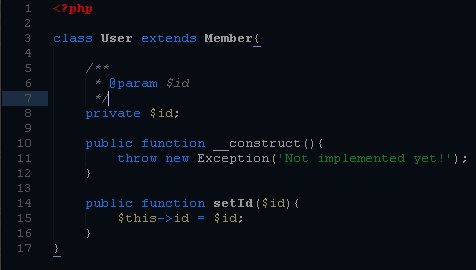 1 <?php
2
3 class User extends Member{
4
5     /**
6      * @param $id
7      */
8     private $id;
9
10     public function __construct(){
11         throw new Exception('Not implemented yet!');
12     }
13
14     public function setId($id){
15         $this->id = $id;
16     }
17 }